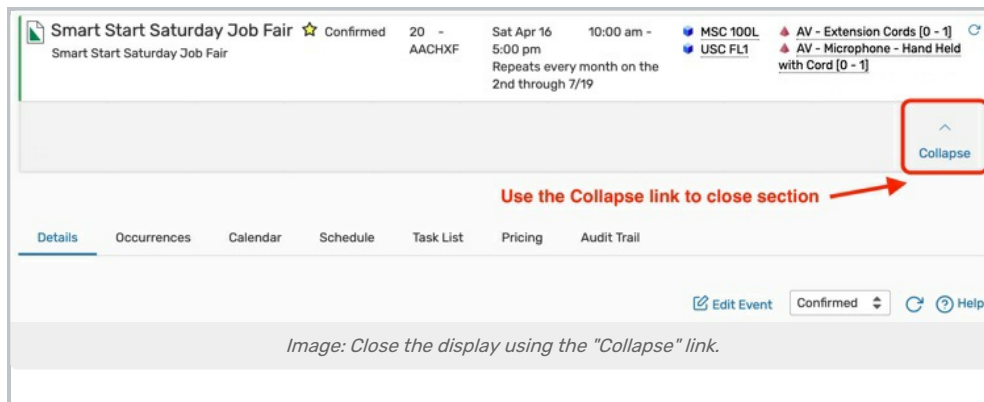 Smart Start Saturday Job Fair Confirmed 20 - Sat Apr 16 10:00 am - MSC 100L AV - Extension Cords [0 - 1]
Smart Start Saturday Job Fair AACHXF 5:00 pm USC FL1 AV - Microphone - Hand Held
Repeats every month on the with Cord [0 - 1]
2nd through 7/19
Collapse
Use the Collapse link to close section
Details Occurrences Calendar Schedule Task List Pricing Audit Trail
Edit Event Confirmed Help
Image: Close the display using the "Collapse" link.